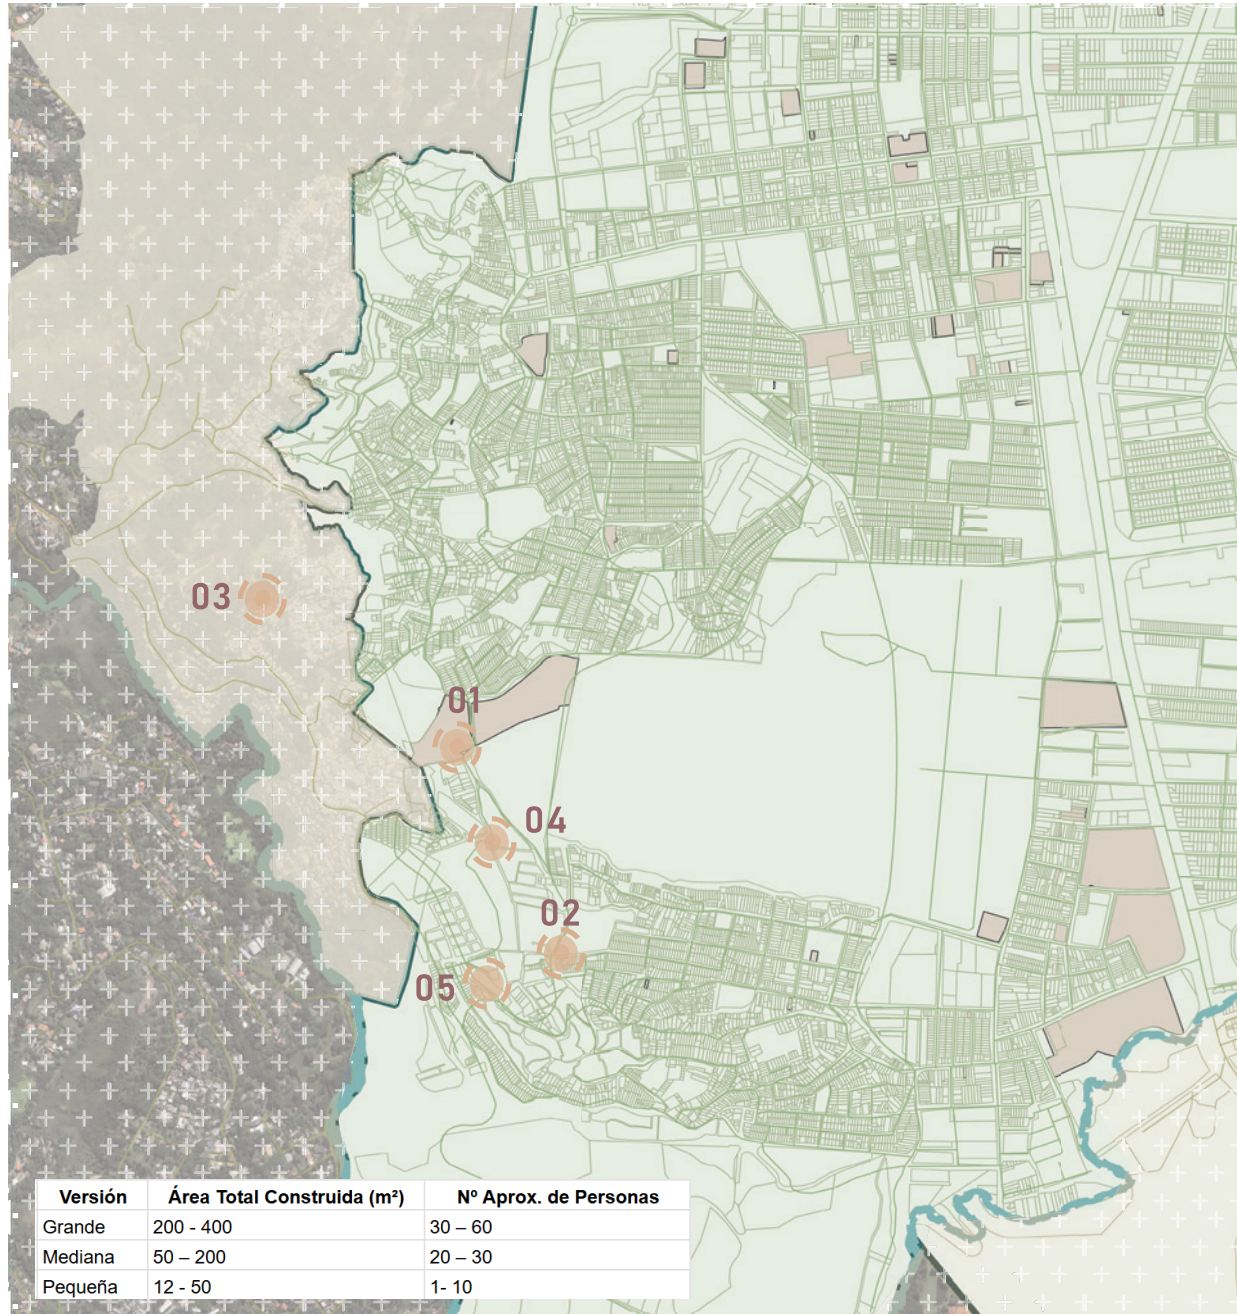 03
01
04
02
05
Versión Área Total Construida (m²) Nº Aprox. de Personas
Grande 200 - 400 30 – 60
Mediana 50 – 200 20 – 30
Pequeña 12 - 50 1- 10